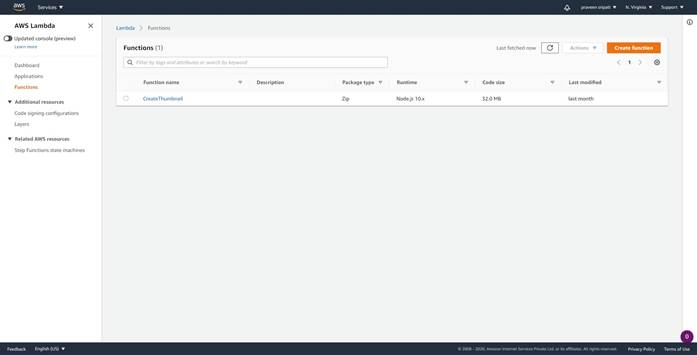 aws Services praveen sripati N. Virginia Support
AWS Lambda
Updated console (preview)
Learn more
Dashboard
Applications
Functions
Additional resources
Code signing configurations
Layers
Related AWS resources
Step Functions state machines
Lambda Functions
Functions (1) Last fetched now Actions Create function
Filter by tags and attributes or search by keyword 1
Function name Description Package type Runtime Code size Last modified
CreateThumbnail Zip Node.js 10.x 32.0 MB last month
Feedback English (US) © 2008 - 2020, Amazon Internet Services Private Ltd. or its affiliates. All rights reserved. Privacy Policy Terms of Use